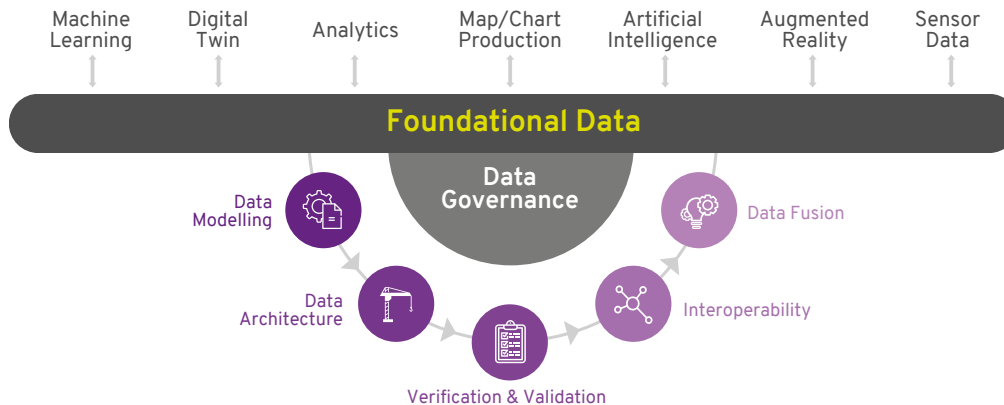 Machine
Learning
Digital
Twin
Analytics
Map/Chart
Production
Artificial
Intelligence
Augmented
Reality
Sensor
Data
Foundational Data
Data
Governance
Data
Modelling
Data
Architecture
Verification & Validation
Interoperability
Data Fusion